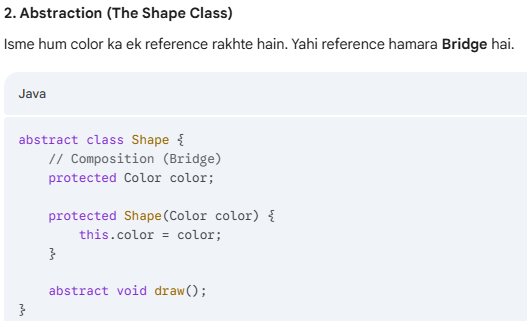 2. Abstraction (The Shape Class)
Isme hum color ka ek reference rakhte hain. Yahi reference hamara Bridge hai.
Java
abstract class Shape {
    // Composition (Bridge)
    protected Color color;

    protected Shape(Color color) {
        this.color = color;
    }

    abstract void draw();
}